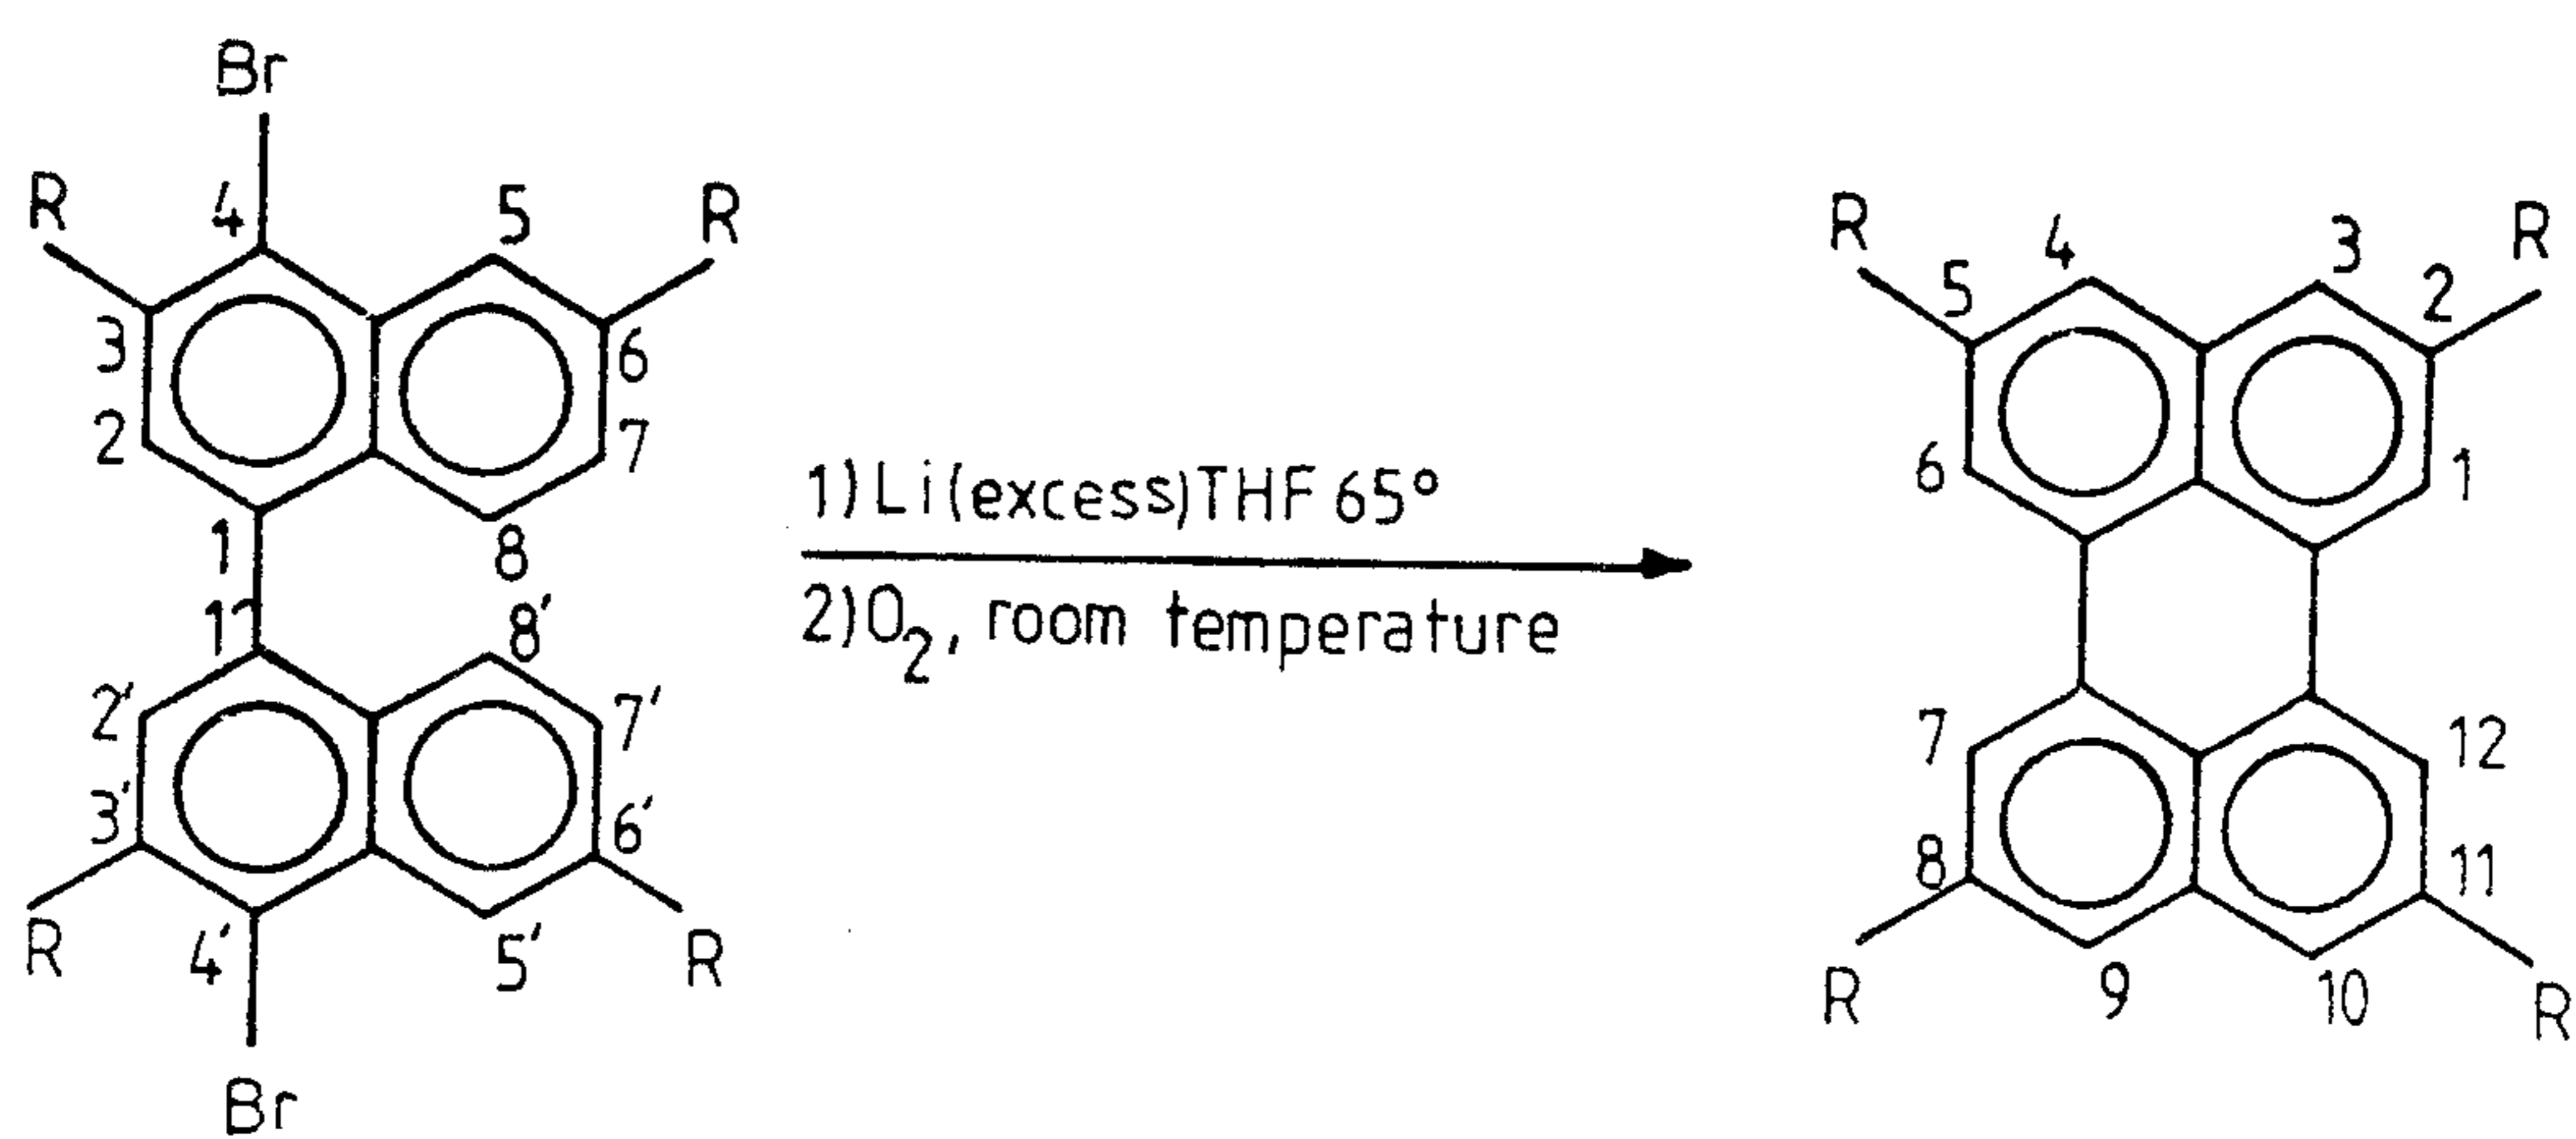 Br
R 4 5 R
3 6
2 7
1 8
1' 8'
2' 7'
3' 6'
R 4' 5' R
Br
1) Li (excess) THF 65°
2) O₂, room temperature
R 4 3 R
5 2
6 1
7 12
8 11
R 9 10 R